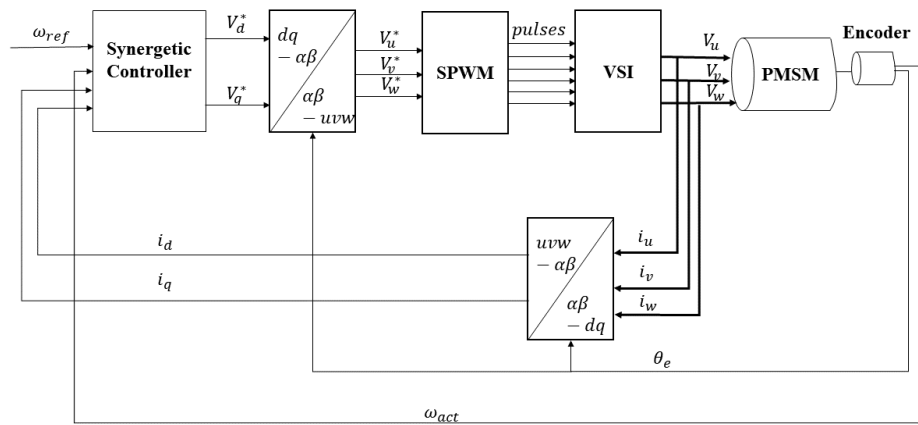 ω_ref
Synergetic
Controller
V_d^*
V_q^*
dq
- αβ
αβ
- uvw
V_u^*
V_v^*
V_w^*
SPWM
pulses
VSI
V_u
V_v
V_w
PMSM
Encoder
i_d
i_q
uvw
- αβ
αβ
- dq
i_u
i_v
i_w
θ_e
ω_act